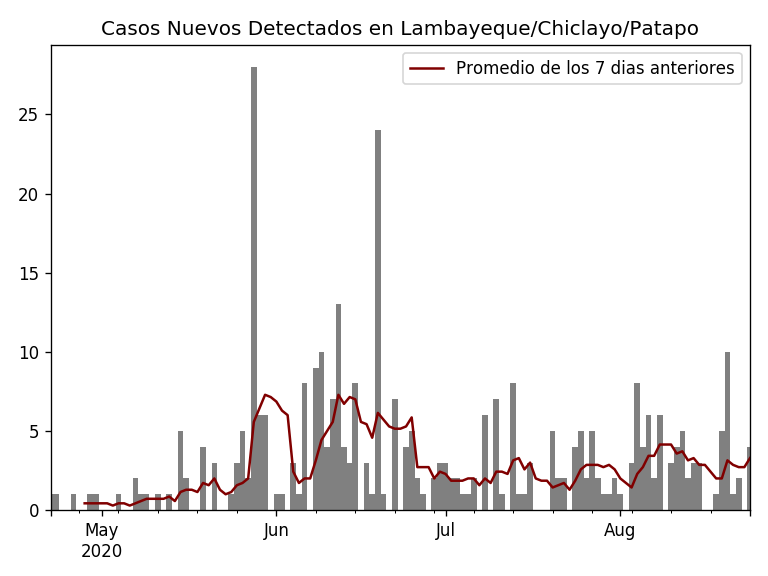 Casos Nuevos Detectados en Lambayeque/Chiclayo/Patapo
Promedio de los 7 dias anteriores
25
20
15
10
5
0
May Jun Jul Aug
2020